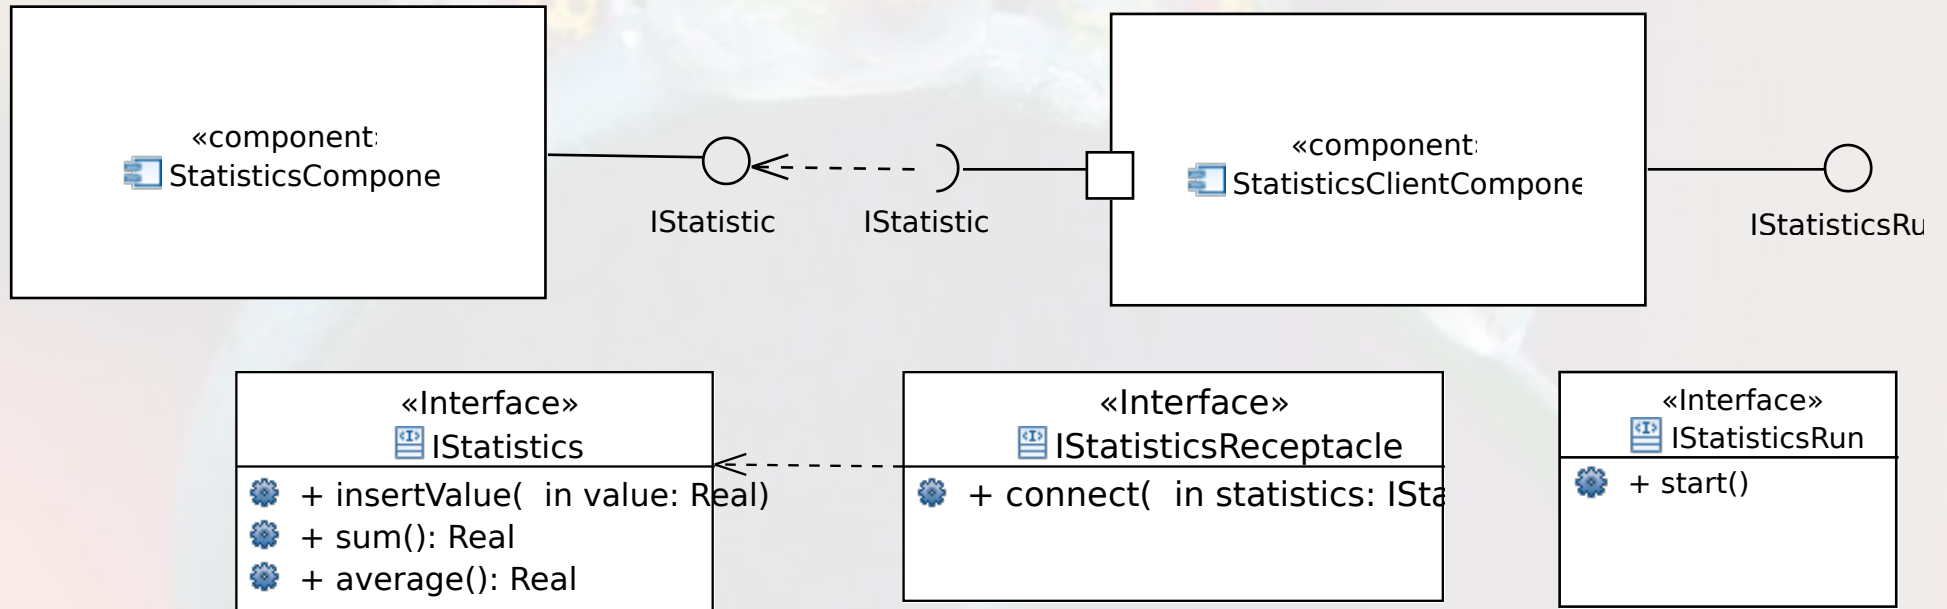 «component»
StatisticsCompone
IStatistic
IStatistic
«component»
StatisticsClientCompone
IStatisticsRu
«Interface»
IStatistics
+ insertValue( in value: Real)
+ sum(): Real
+ average(): Real
«Interface»
IStatisticsReceptacle
+ connect( in statistics: ISta
«Interface»
IStatisticsRun
+ start()